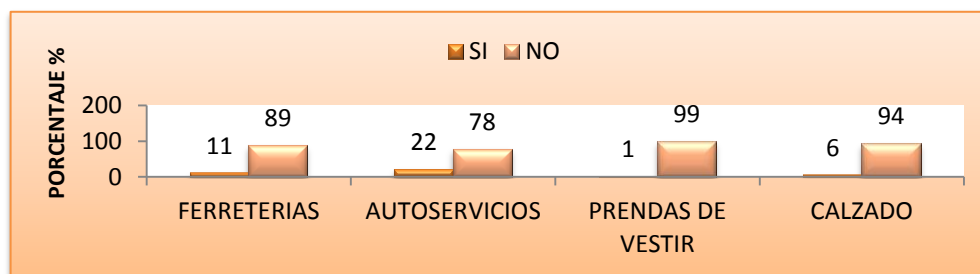 SI NO
PORCENTAJE %
200
100
0
11 89 22 78 1 99 6 94
FERRETERIAS AUTOSERVICIOS PRENDAS DE VESTIR CALZADO